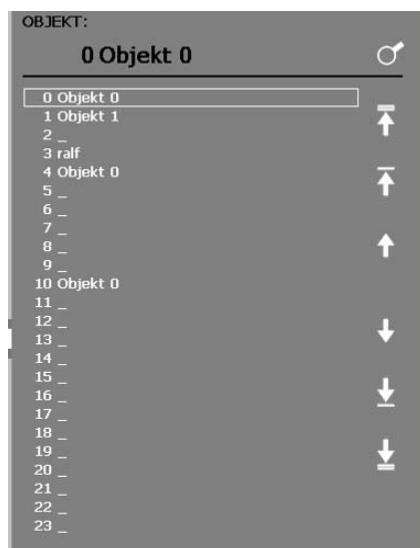 OBJEKT:
0 Objekt 0
0 Objekt 0
1 Objekt 1
2 _
3 ralf
4 Objekt 0
5 _
6 _
7 _
8 _
9 _
10 Objekt 0
11 _
12 _
13 _
14 _
15 _
16 _
17 _
18 _
19 _
20 _
21 _
22 _
23 _